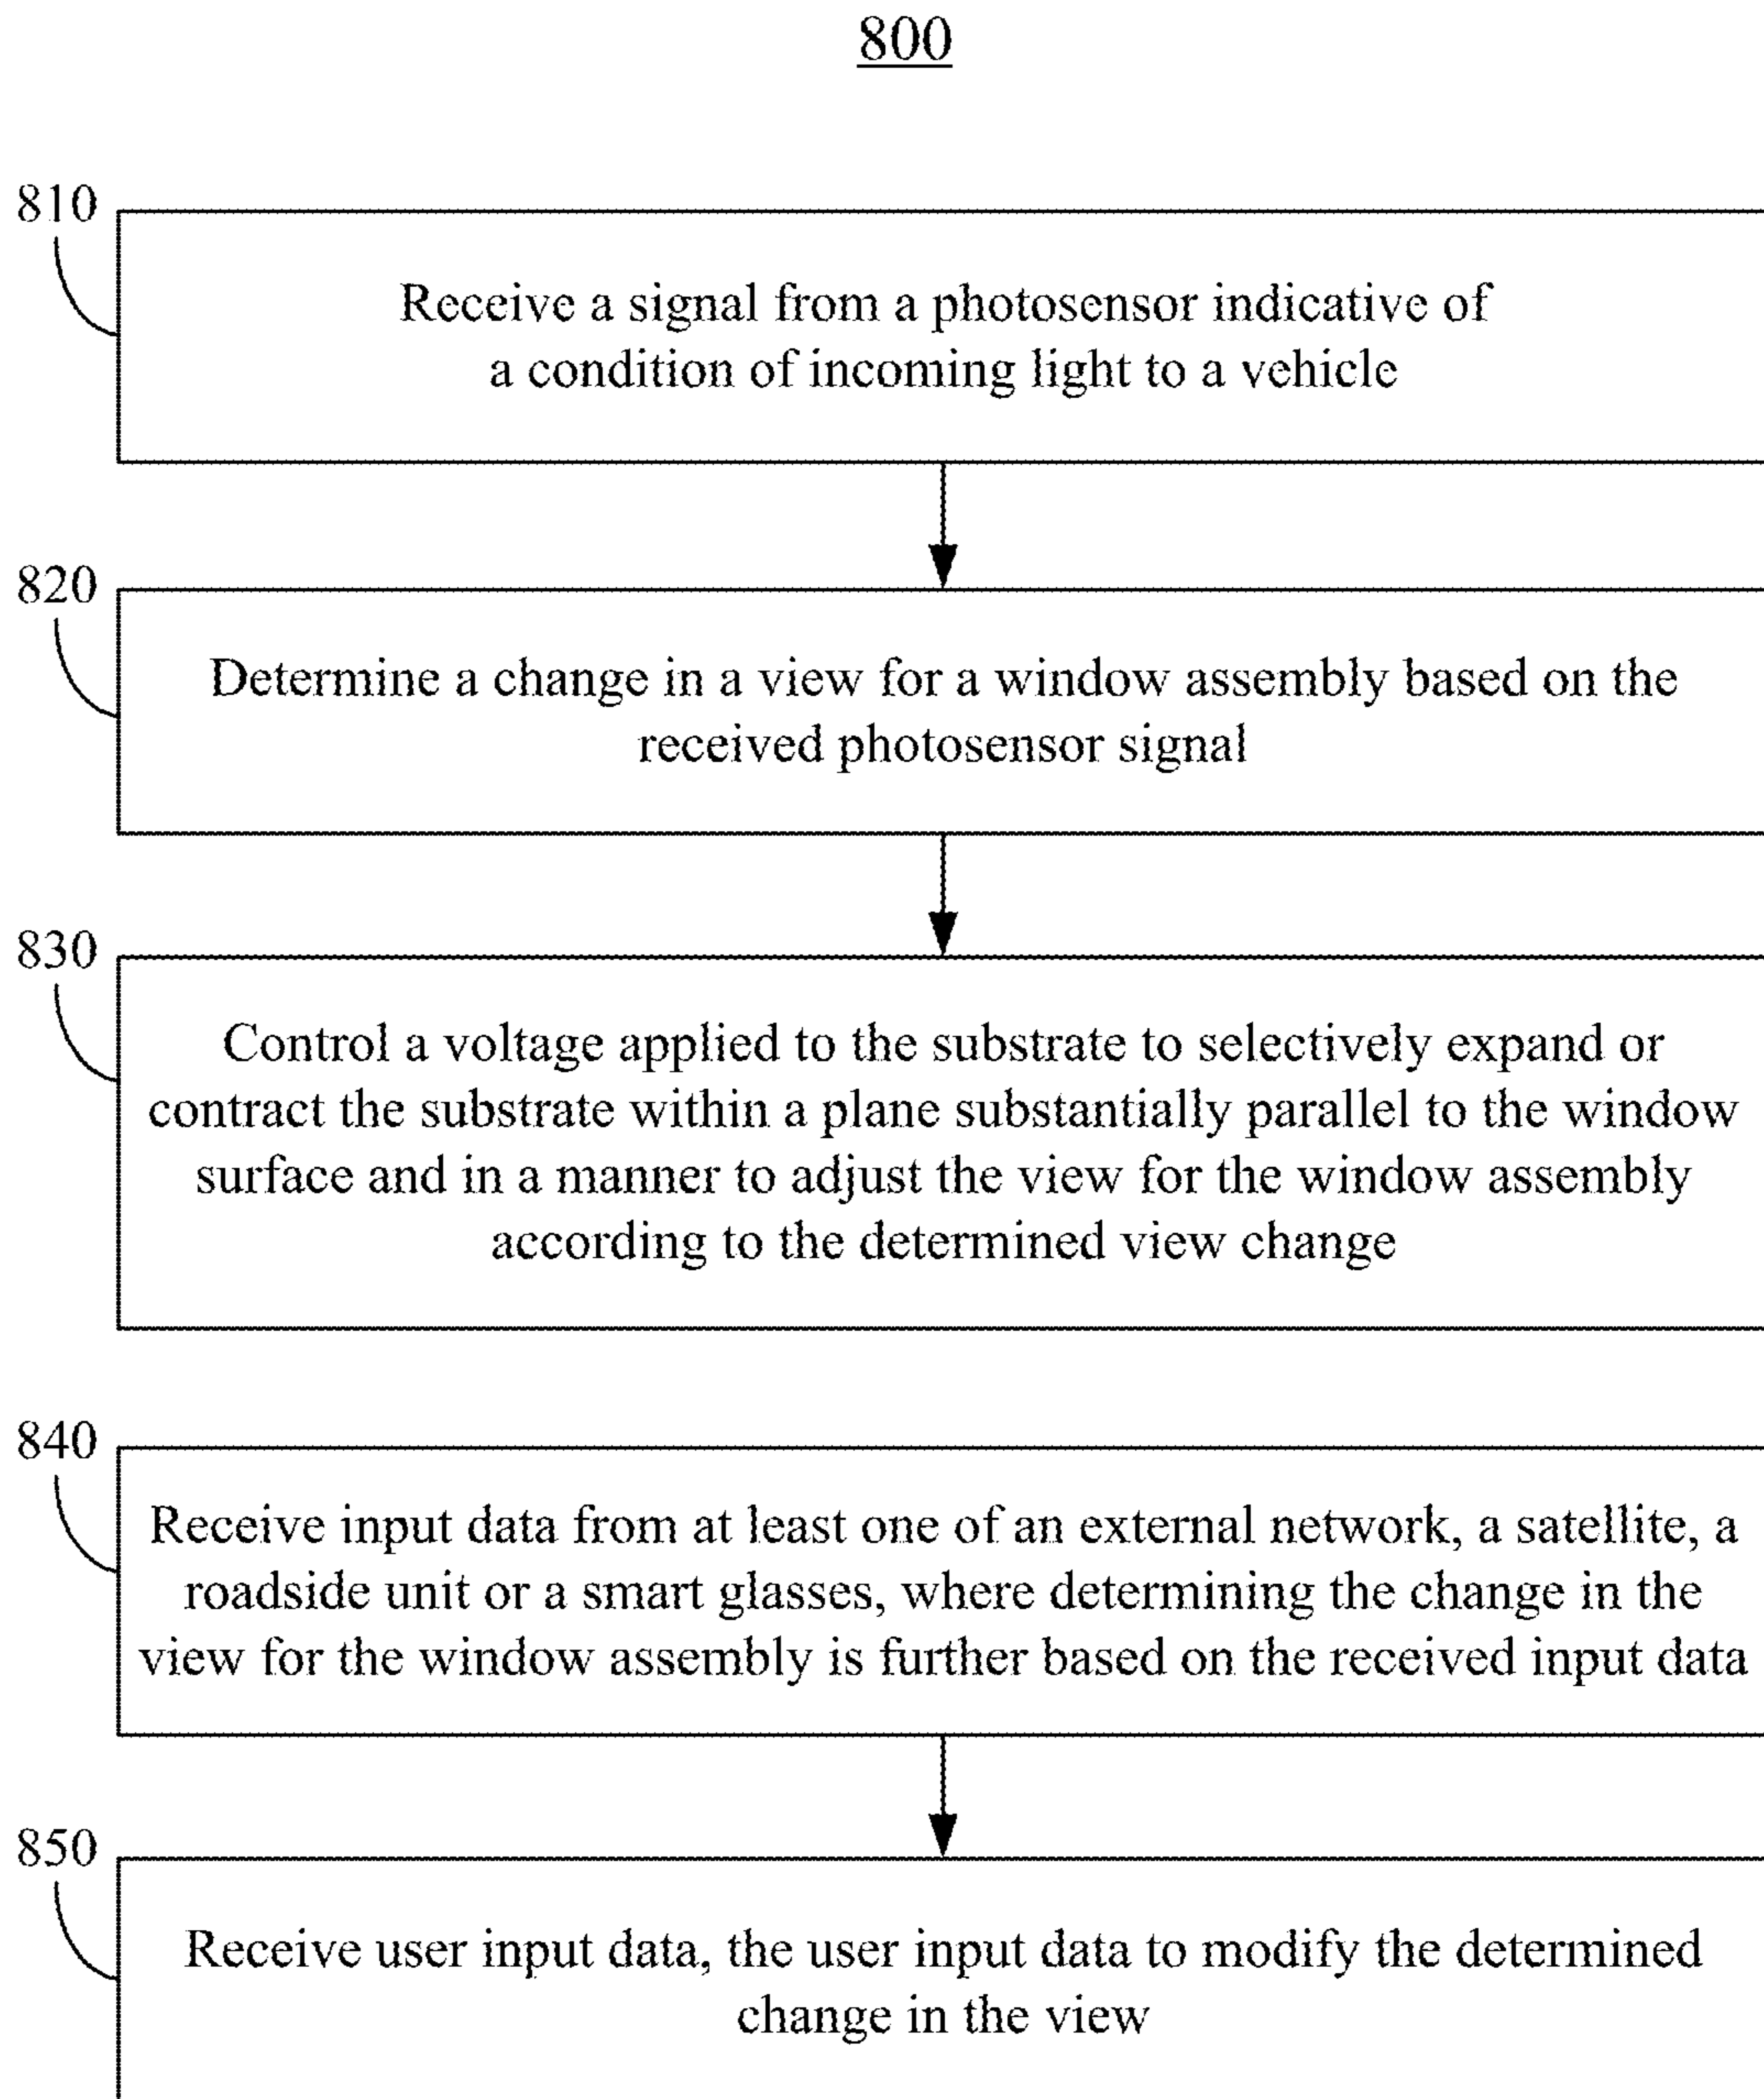 800
810
Receive a signal from a photosensor indicative of
a condition of incoming light to a vehicle
820
Determine a change in a view for a window assembly based on the
received photosensor signal
830
Control a voltage applied to the substrate to selectively expand or
contract the substrate within a plane substantially parallel to the window
surface and in a manner to adjust the view for the window assembly
according to the determined view change
840
Receive input data from at least one of an external network, a satellite, a
roadside unit or a smart glasses, where determining the change in the
view for the window assembly is further based on the received input data
850
Receive user input data, the user input data to modify the determined
change in the view